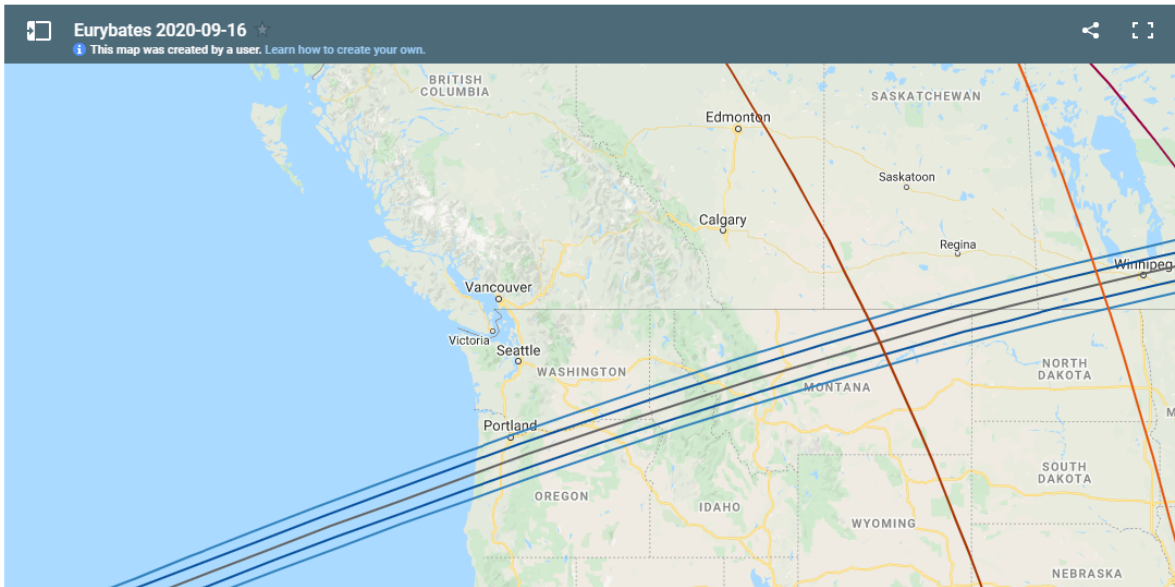 Eurybates 2020-09-16
This map was created by a user. Learn how to create your own.
BRITISH
COLUMBIA
SASKATCHEWAN
Edmonton
Saskatoon
Calgary
Regina
Winnipeg
Vancouver
Victoria
Seattle
WASHINGTON
NORTH
DAKOTA
MONTANA
M
Portland
SOUTH
DAKOTA
OREGON
IDAHO
WYOMING
NEBRASKA